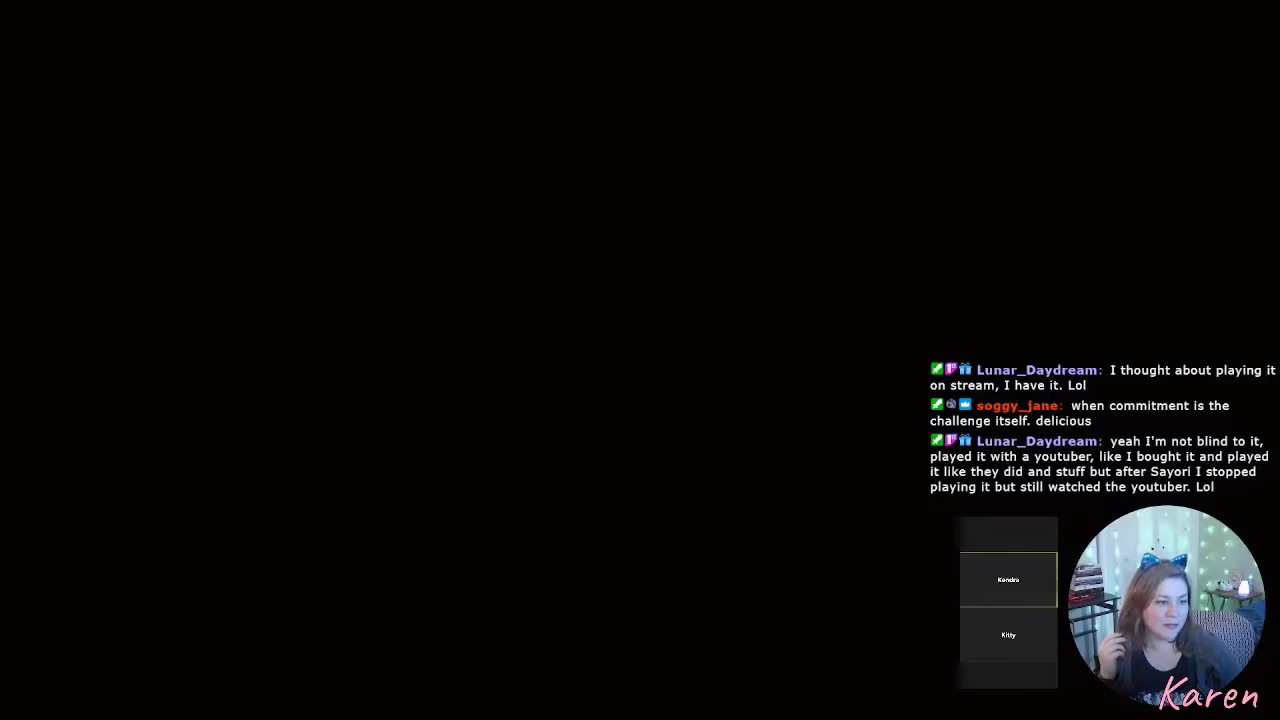 Lunar_Daydream: I thought about playing it
on stream, I have it. Lol
soggy_jane: when commitment is the
challenge itself. delicious
Lunar_Daydream: yeah I'm not blind to it,
played it with a youtuber, like I bought it and played
it like they did and stuff but after Sayori I stopped
playing it but still watched the youtuber. Lol
Kendra
Kitty
Karen